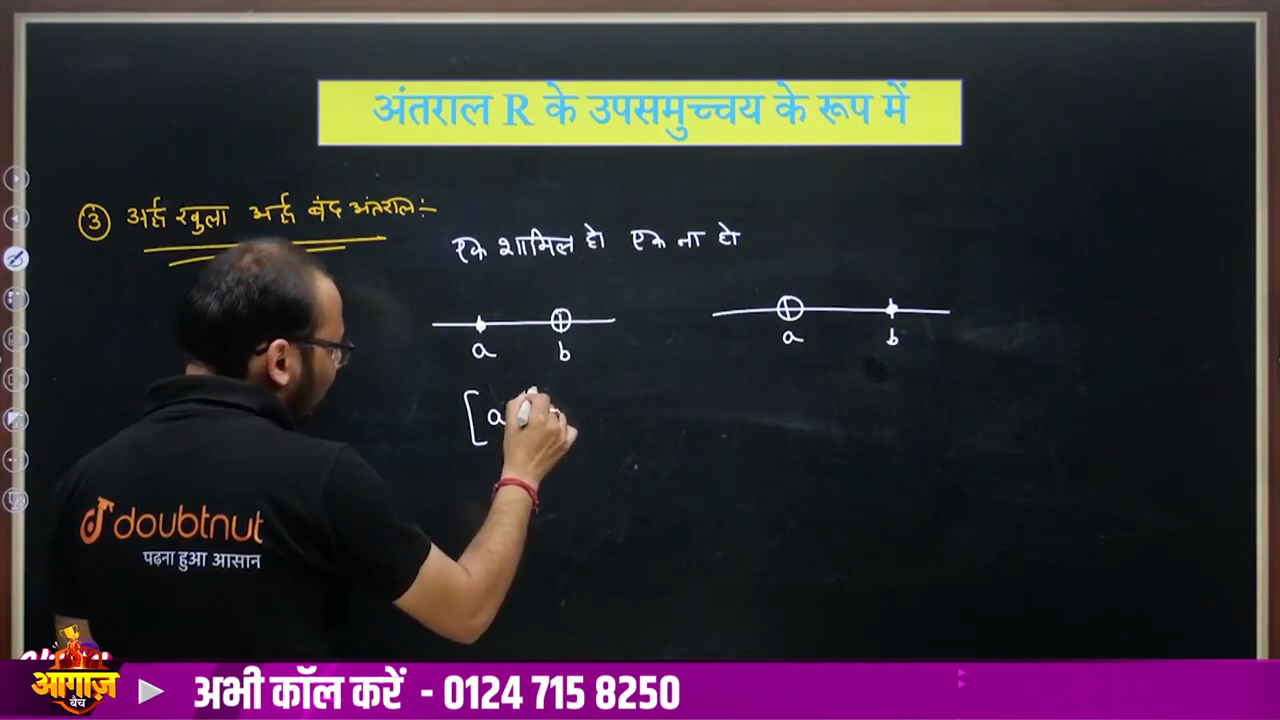 अंतराल R के उपसमुच्चय के रूप में
③ अर्द्ध खुला अर्द्ध बंद अंतराल:-
एक शामिल हो एक ना हो
a b
a b
[a
doubtnut
पढ़ना हुआ आसान
आगाज़
बैच
अभी कॉल करें - 0124 715 8250